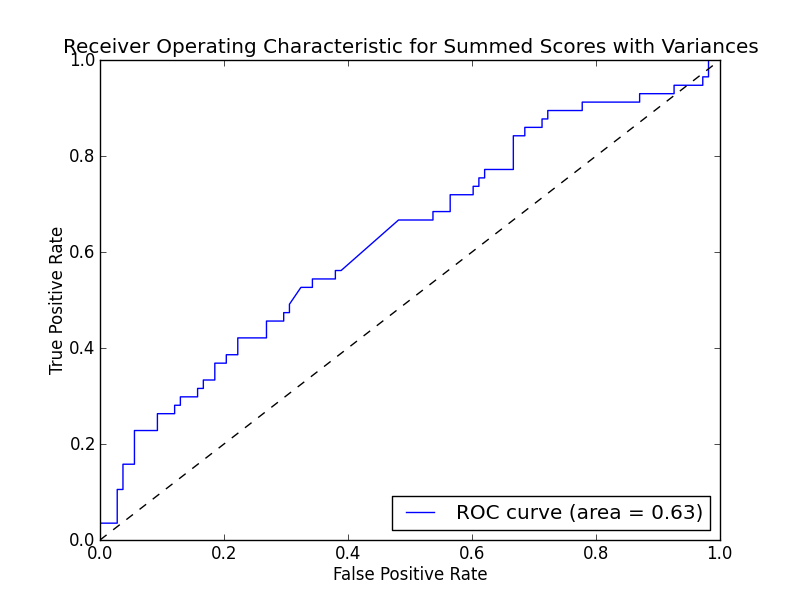 Receiver Operating Characteristic for Summed Scores with Variances
1.0
0.8
0.6
0.4
0.2
0.0
True Positive Rate
ROC curve (area = 0.63)
0.0 0.2 0.4 0.6 0.8 1.0
False Positive Rate